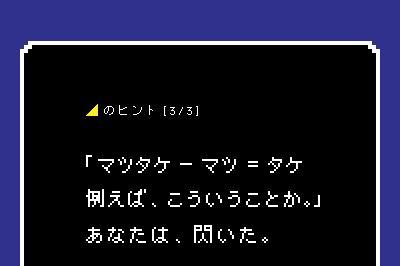 のヒント [3/3]
「マツタケ − マツ = タケ
例えば、こういうことか。」
あなたは、閃いた。